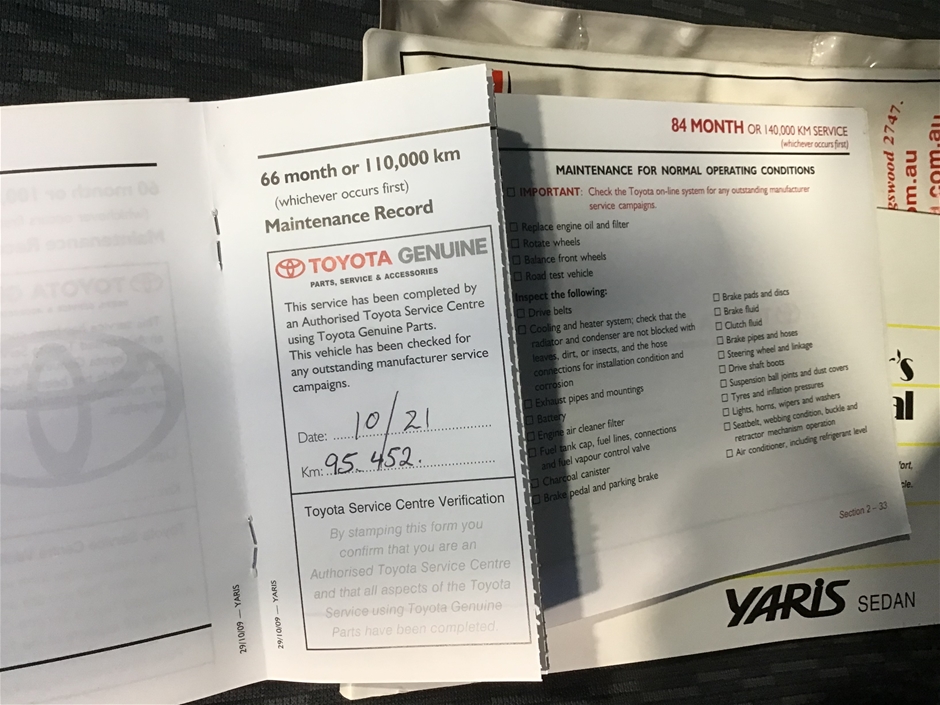 66 month or 110,000 km
(whichever occurs first)
Maintenance Record
TOYOTA GENUINE
PARTS, SERVICE & ACCESSORIES
This service has been completed by
an Authorised Toyota Service Centre
using Toyota Genuine Parts.
This vehicle has been checked for
any outstanding manufacturer service
campaigns.
Date: 10/21
Km: 95 452.
Toyota Service Centre Verification
By stamping this form you
confirm that you are an
Authorised Toyota Service Centre
and that all aspects of the Toyota
Service using Toyota Genuine
Parts have been completed.
29/10/09 — YARIS
29/10/09 — YARIS
84 MONTH OR 140,000 KM SERVICE
(whichever occurs first)
MAINTENANCE FOR NORMAL OPERATING CONDITIONS
IMPORTANT: Check the Toyota on-line system for any outstanding manufacturer
service campaigns.
Replace engine oil and filter
Rotate wheels
Balance front wheels
Road test vehicle
Inspect the following:
Drive belts
Cooling and heater system; check that the
radiator and condenser are not blocked with
leaves, dirt, or insects, and the hose
connections for installation condition and
corrosion
Exhaust pipes and mountings
Battery
Engine air cleaner filter
Fuel tank cap, fuel lines, connections
and fuel vapour control valve
Charcoal canister
Brake pedal and parking brake
Brake pads and discs
Brake fluid
Clutch fluid
Brake pipes and hoses
Steering wheel and linkage
Drive shaft boots
Suspension ball joints and dust covers
Tyres and inflation pressures
Lights, horns, wipers and washers
Seatbelt, webbing condition, buckle and
retractor mechanism operation
Air conditioner, including refrigerant level
Section 2 – 33
gswood 2747.
m.au
d.com.au
's
al
YARIS SEDAN